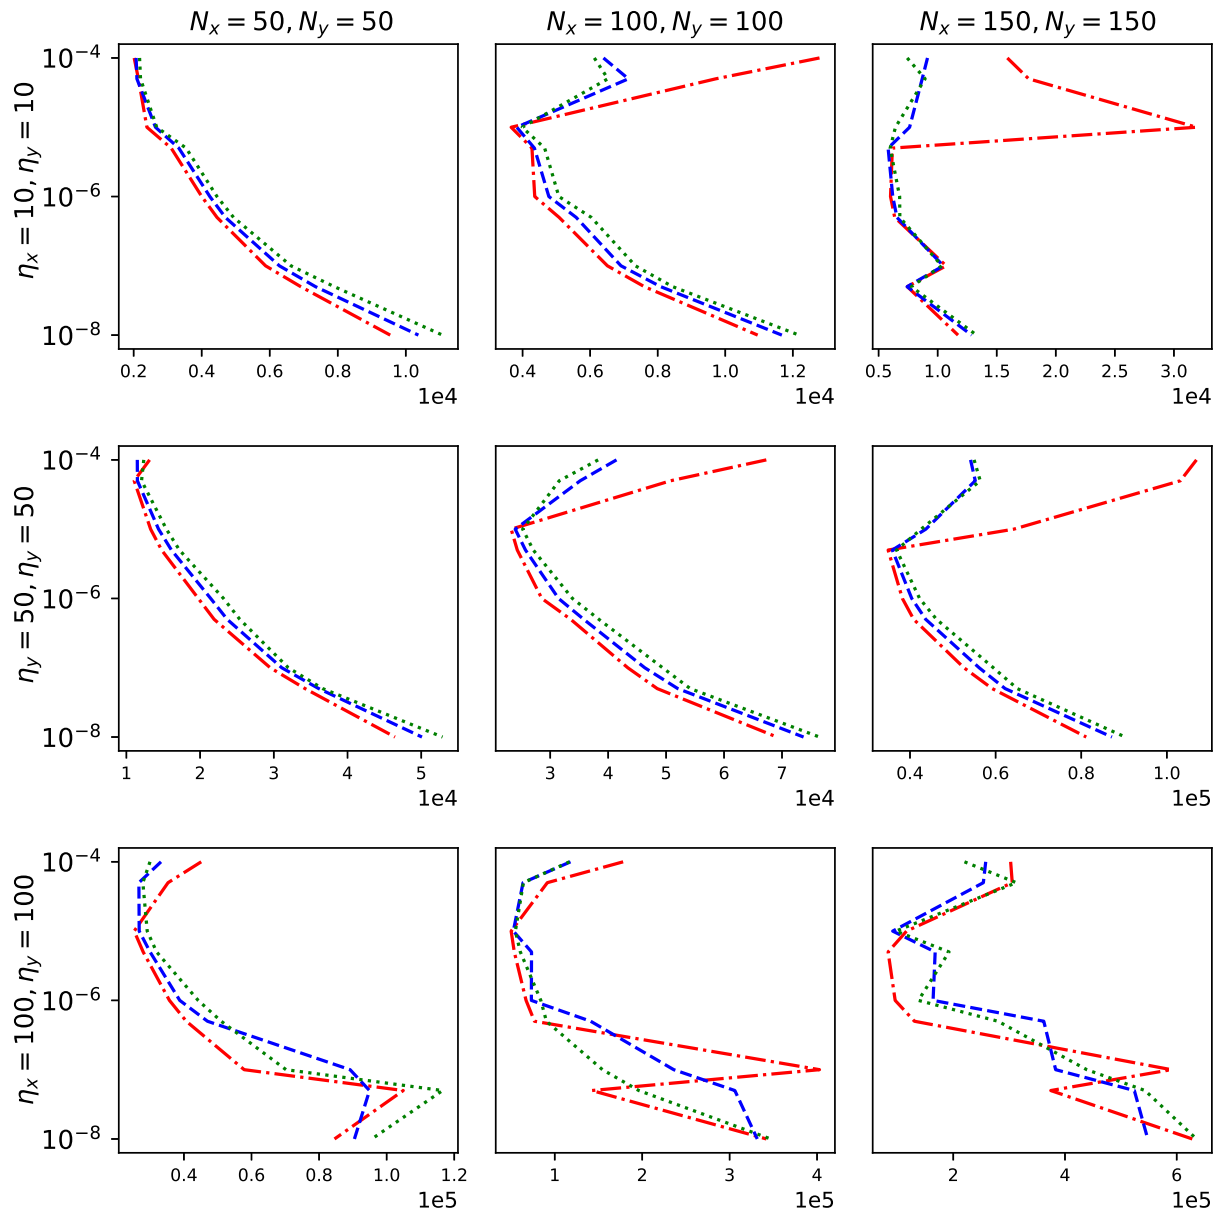 N_x = 50, N_y = 50 N_x = 100, N_y = 100 N_x = 150, N_y = 150
η_x = 10, η_y = 10
10^−4
10^−6
10^−8
0.2 0.4 0.6 0.8 1.0
1e4
0.4 0.6 0.8 1.0 1.2
1e4
0.5 1.0 1.5 2.0 2.5 3.0
1e4
η_y = 50, η_y = 50
10^−4
10^−6
10^−8
1 2 3 4 5
1e4
3 4 5 6 7
1e4
0.4 0.6 0.8 1.0
1e5
η_x = 100, η_y = 100
10^−4
10^−6
10^−8
0.4 0.6 0.8 1.0 1.2
1e5
1 2 3 4
1e5
2 4 6
1e5